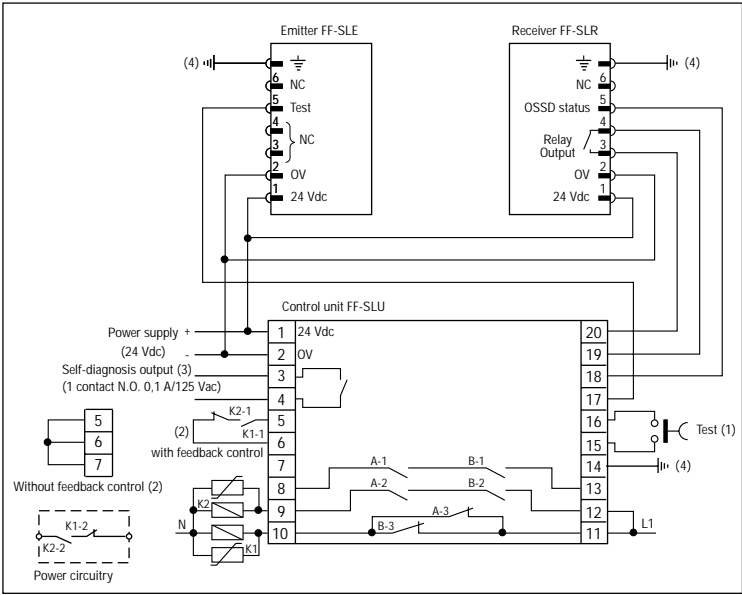 Emitter FF-SLE
Receiver FF-SLR
(4)
6
NC
5
Test
4
3
NC
2
OV
1
24 Vdc
6
NC
5
OSSD status
4
Relay
Output
3
2
OV
1
24 Vdc
(4)
Control unit FF-SLU
Power supply +
(24 Vdc) -
Self-diagnosis output (3)
(1 contact N.O. 0,1 A/125 Vac)
1 24 Vdc
2 OV
3
4
5
6
7
8
9
10
K2-1
(2)
K1-1
with feedback control
5
6
7
Without feedback control (2)
K1-2
K2-2
Power circuitry
N
K2
K1
A-1
B-1
A-2
B-2
A-3
B-3
20
19
18
17
16
15
14
13
12
11
Test (1)
(4)
L1